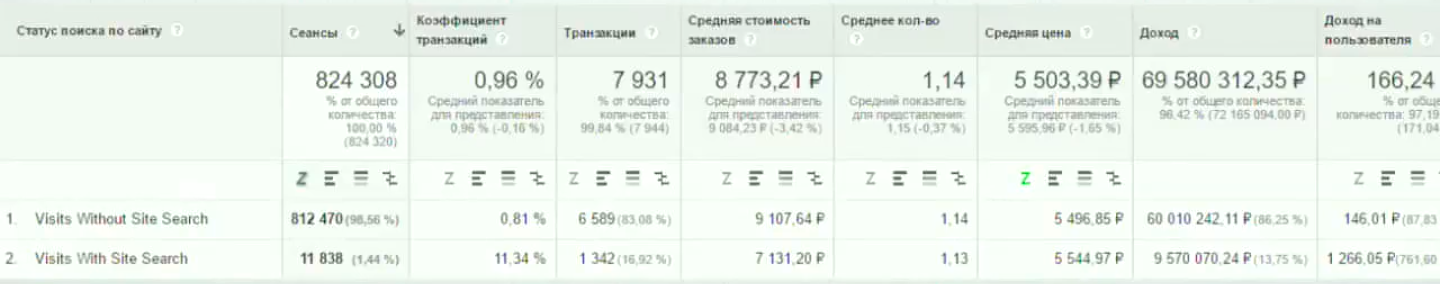 Статус поиска по сайту ? Сеансы ? Коэффициент транзакций ? Транзакции ? Средняя стоимость заказов ? Среднее кол-во ? Средняя цена ? Доход ? Доход на пользователя ?
824 308 0,96 % 7 931 8 773,21 ₽ 1,14 5 503,39 ₽ 69 580 312,35 ₽ 166,24
% от общего количества: 100,00 % (824 320) Средний показатель для представления: 0,96 % (-0,16 %) % от общего количества: 99,84 % (7 944) Средний показатель для представления: 9 084,23 ₽ (-3,42 %) Средний показатель для представления: 1,15 (-0,37 %) Средний показатель для представления: 5 595,96 ₽ (-1,65 %) % от общего количества: 96,42 % (72 165 094,00 ₽) % от обще количества: 97,19 (171,04
1. Visits Without Site Search 812 470 (98,56 %) 0,81 % 6 589 (83,08 %) 9 107,64 ₽ 1,14 5 496,85 ₽ 60 010 242,11 ₽ (86,25 %) 146,01 ₽ (87,83
2. Visits With Site Search 11 838 (1,44 %) 11,34 % 1 342 (16,92 %) 7 131,20 ₽ 1,13 5 544,97 ₽ 9 570 070,24 ₽ (13,75 %) 1 266,05 ₽ (761,60